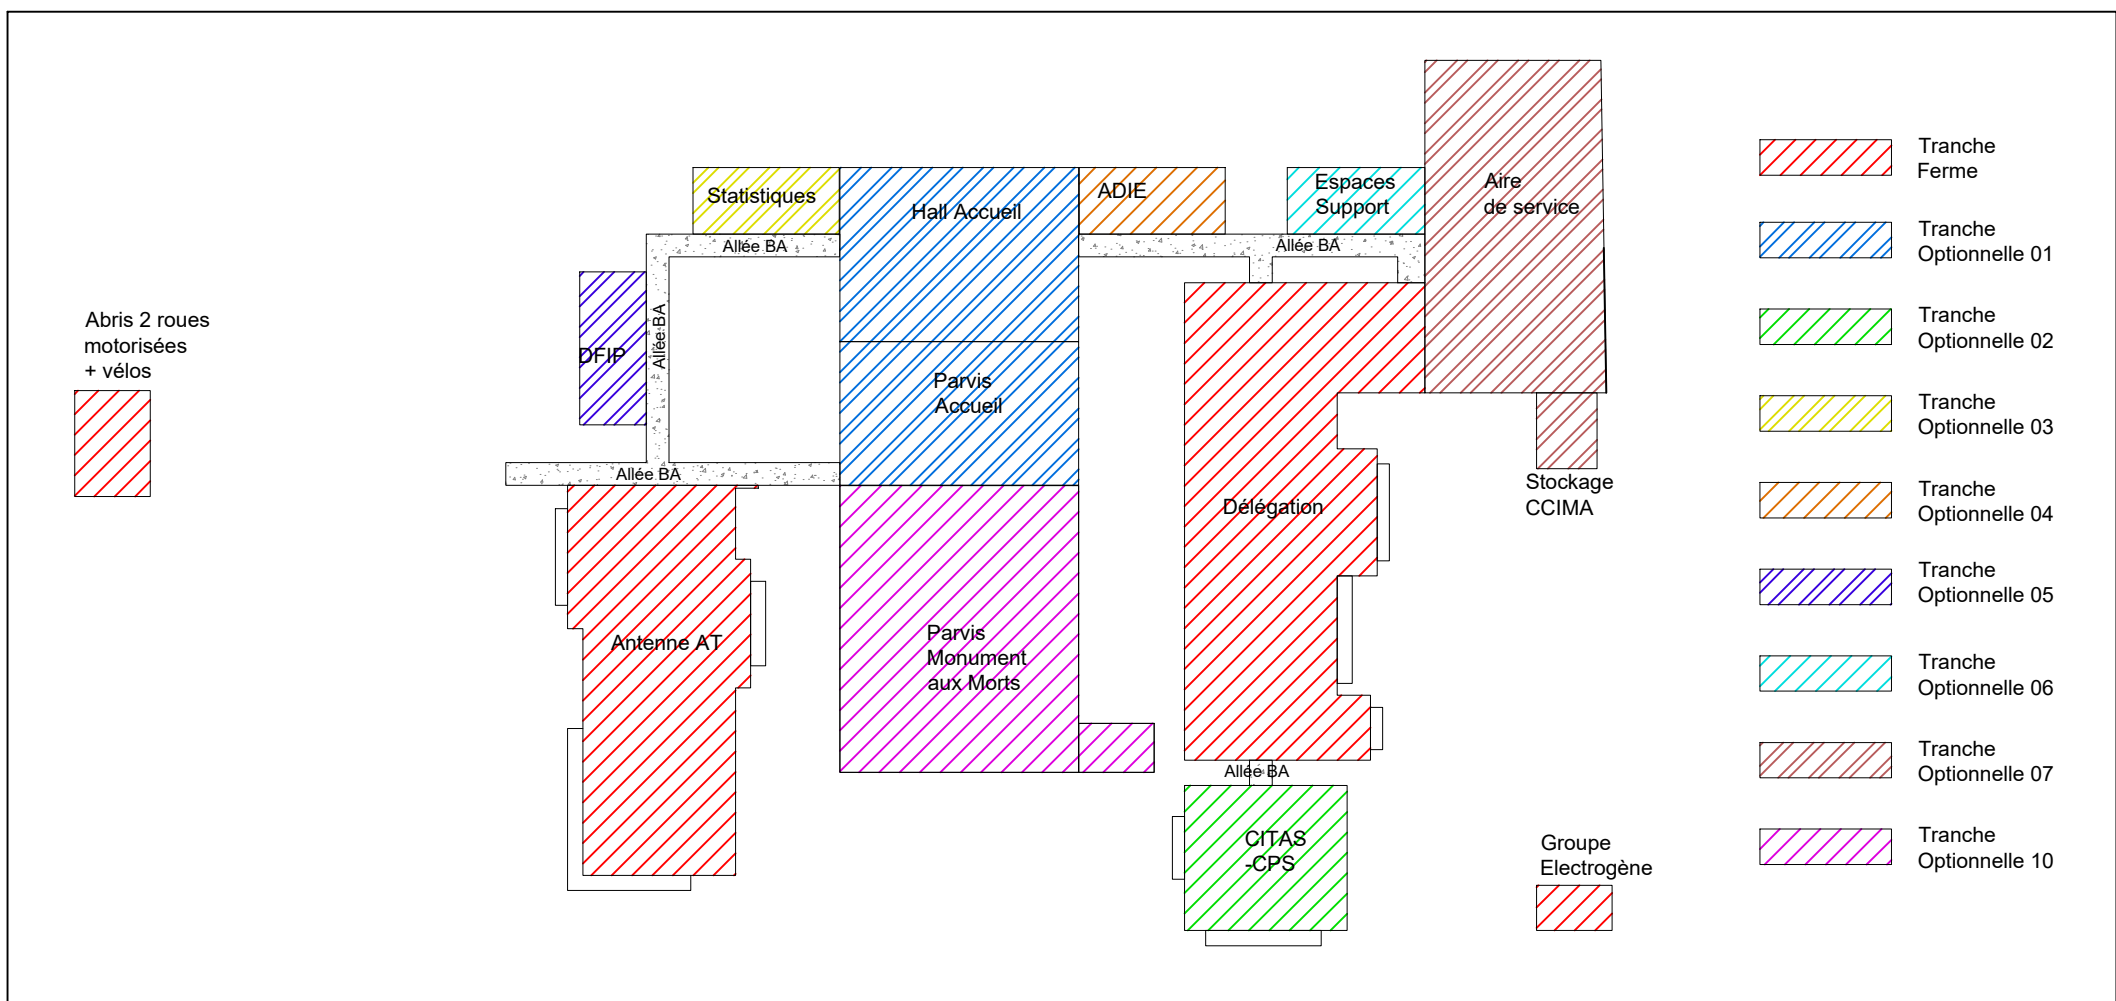 Statistiques
Hall Accueil
ADIE
Espaces
Support
Aire
de service
Allée BA
Allée BA
Abris 2 roues
motorisées
+ vélos
DFIP
Allée BA
Parvis
Accueil
Allée BA
Délégation
Stockage
CCIMA
Antenne AT
Parvis
Monument
aux Morts
Allée BA
CITAS
-CPS
Groupe
Electrogène
Tranche
Ferme
Tranche
Optionnelle 01
Tranche
Optionnelle 02
Tranche
Optionnelle 03
Tranche
Optionnelle 04
Tranche
Optionnelle 05
Tranche
Optionnelle 06
Tranche
Optionnelle 07
Tranche
Optionnelle 10